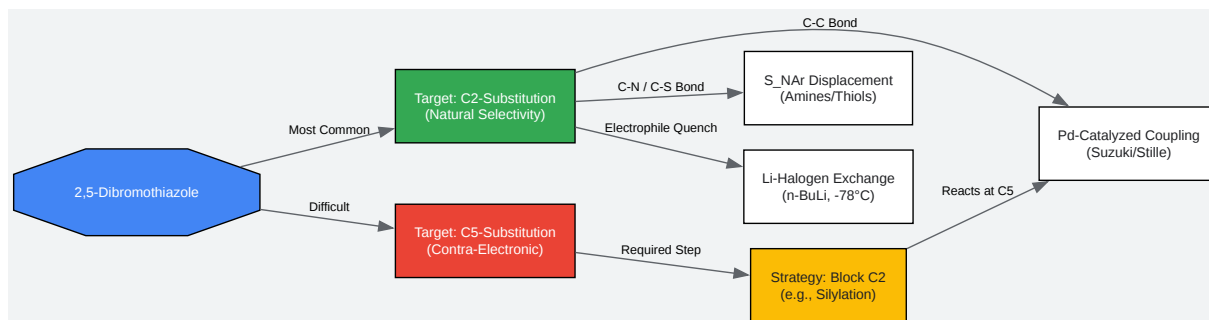 C-C Bond
S_NAr Displacement
(Amines/Thiols)
Target: C2-Substitution
(Natural Selectivity)
C-N / C-S Bond
Most Common
Electrophile Quench
Pd-Catalyzed Coupling
(Suzuki/Stille)
2,5-Dibromothiazole
Li-Halogen Exchange
(n-BuLi, -78°C)
Reacts at C5
Difficult
Target: C5-Substitution
(Contra-Electronic)
Required Step
Strategy: Block C2
(e.g., Silylation)